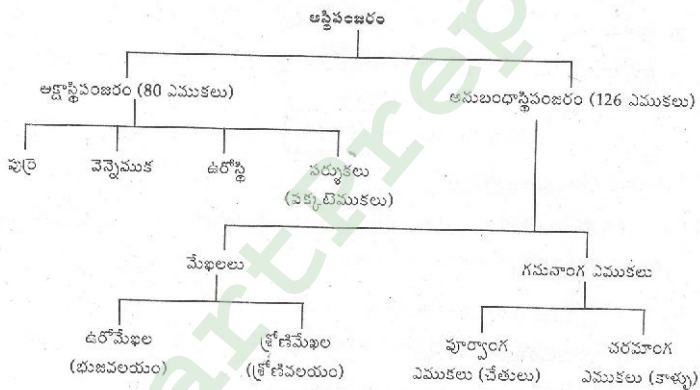 అస్థిపంజరం
అక్షాస్థిపంజరం (80 ఎముకలు)
అనుబంధాస్థిపంజరం (126 ఎముకలు)
పుర్రె
వెన్నెముక
ఉరోస్థి
పర్శుకలు
(పక్కటెముకలు)
మేఖలలు
గమనాంగ ఎముకలు
ఉరోమేఖల
(భుజవలయం)
శ్రోణిమేఖల
(శ్రోణివలయం)
పూర్వాంగ
ఎముకలు (చేతులు)
చరమాంగ
ఎముకలు (కాళ్ళు)